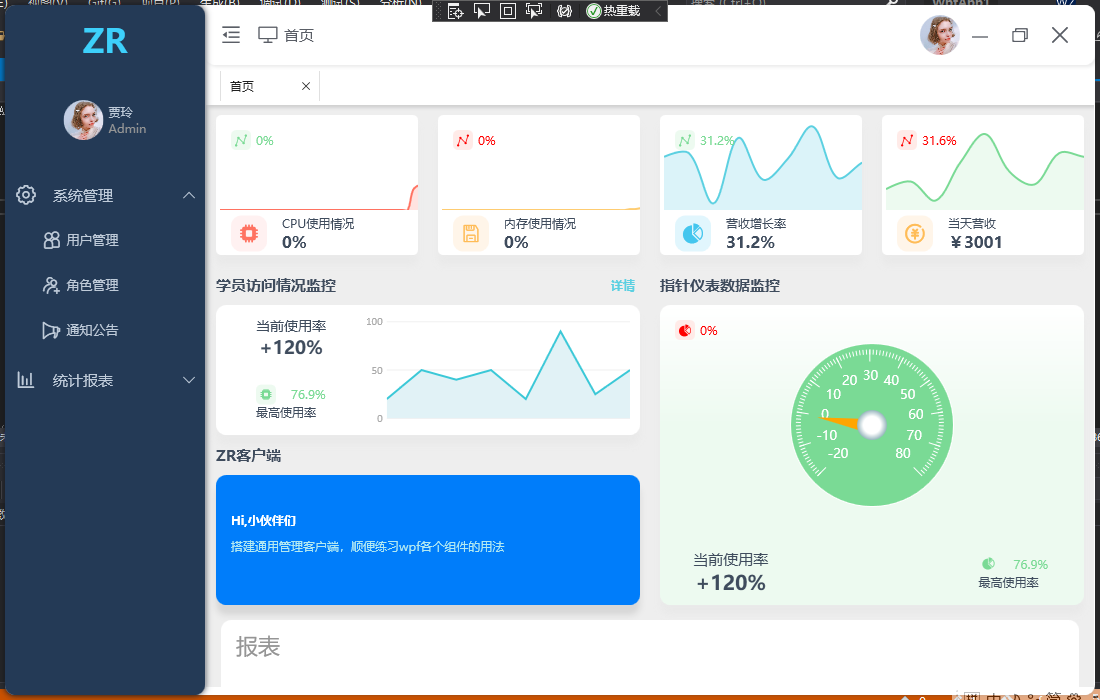 热重载
ZR
贾玲
Admin
系统管理
用户管理
角色管理
通知公告
统计报表
首页
首页
0%
CPU使用情况
0%
0%
内存使用情况
0%
31.2%
营收增长率
31.2%
31.6%
当天营收
￥3001
学员访问情况监控
详情
当前使用率
+120%
76.9%
最高使用率
100
50
0
ZR客户端
Hi,小伙伴们
搭建通用管理客户端，顺便练习wpf各个组件的用法
指针仪表数据监控
0%
-20
-10
0
10
20
30
40
50
60
70
80
当前使用率
+120%
76.9%
最高使用率
报表